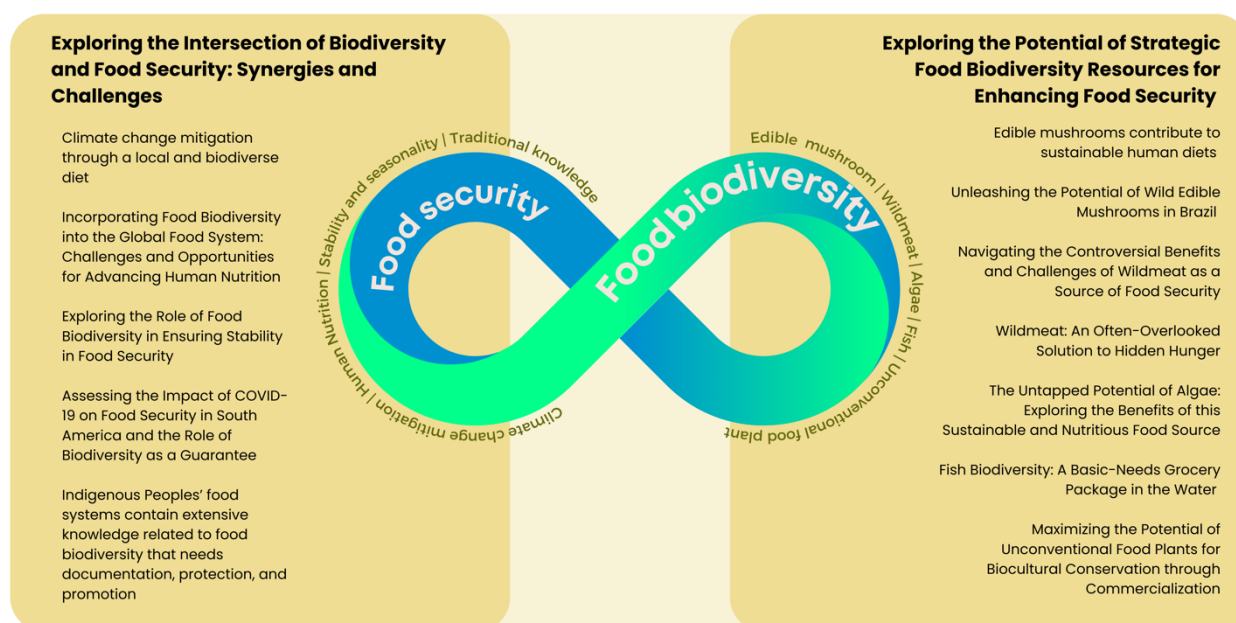 Exploring the Intersection of Biodiversity
and Food Security: Synergies and
Challenges
Climate change mitigation
through a local and biodiverse
diet
Incorporating Food Biodiversity
into the Global Food System:
Challenges and Opportunities
for Advancing Human Nutrition
Exploring the Role of Food
Biodiversity in Ensuring Stability
in Food Security
Assessing the Impact of COVID-
19 on Food Security in South
America and the Role of
Biodiversity as a Guarantee
Indigenous Peoples’ food
systems contain extensive
knowledge related to food
biodiversity that needs
documentation, protection, and
promotion
Climate change mitigation | Human Nutrition | Stability and seasonality | Traditional knowledge
Food security
Food biodiversity
Edible mushroom | Wildmeat | Algae | Fish | Unconventional food plant
Exploring the Potential of Strategic
Food Biodiversity Resources for
Enhancing Food Security
Edible mushrooms contribute to
sustainable human diets
Unleashing the Potential of Wild Edible
Mushrooms in Brazil
Navigating the Controversial Benefits
and Challenges of Wildmeat as a
Source of Food Security
Wildmeat: An Often-Overlooked
Solution to Hidden Hunger
The Untapped Potential of Algae:
Exploring the Benefits of this
Sustainable and Nutritious Food Source
Fish Biodiversity: A Basic-Needs Grocery
Package in the Water
Maximizing the Potential of
Unconventional Food Plants for
Biocultural Conservation through
Commercialization